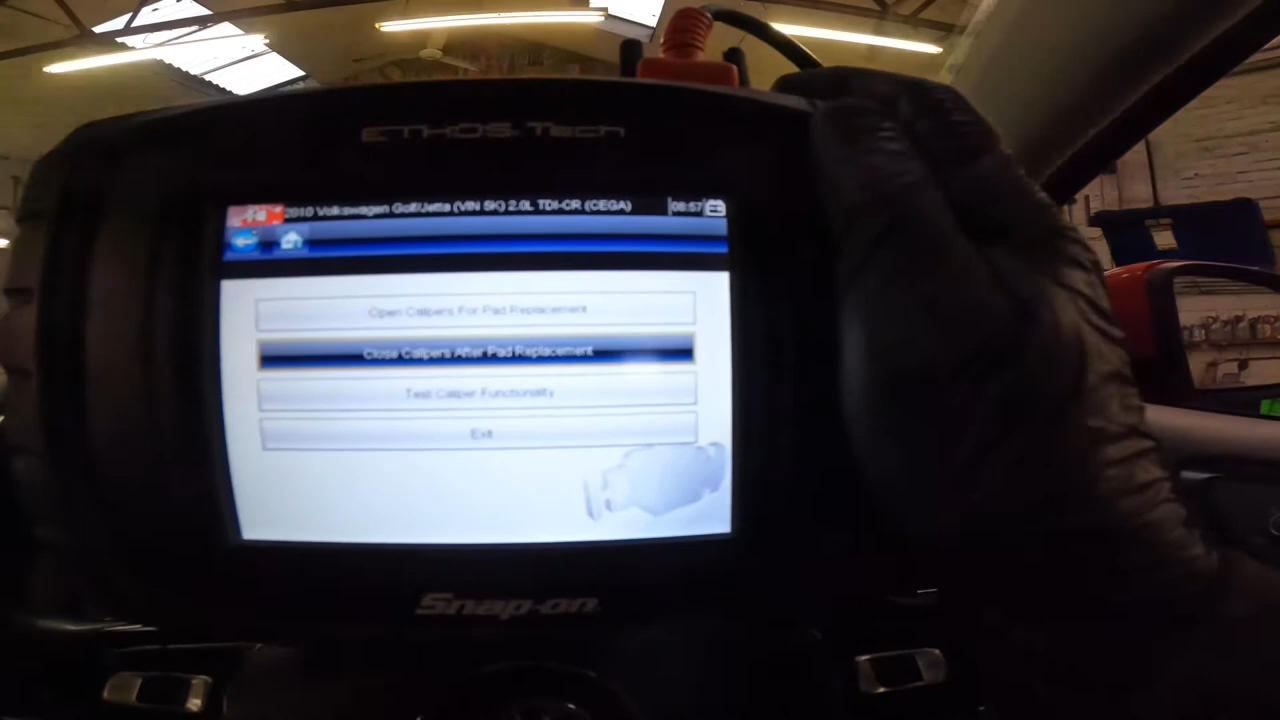 ETHOS Tech
2010 Volkswagen Golf/Jetta (VIN 5K) 2.0L TDI-CR (CEGA) 08:57
Open Calipers For Pad Replacement
Close Calipers After Pad Replacement
Test Caliper Functionality
Exit
Snap-on